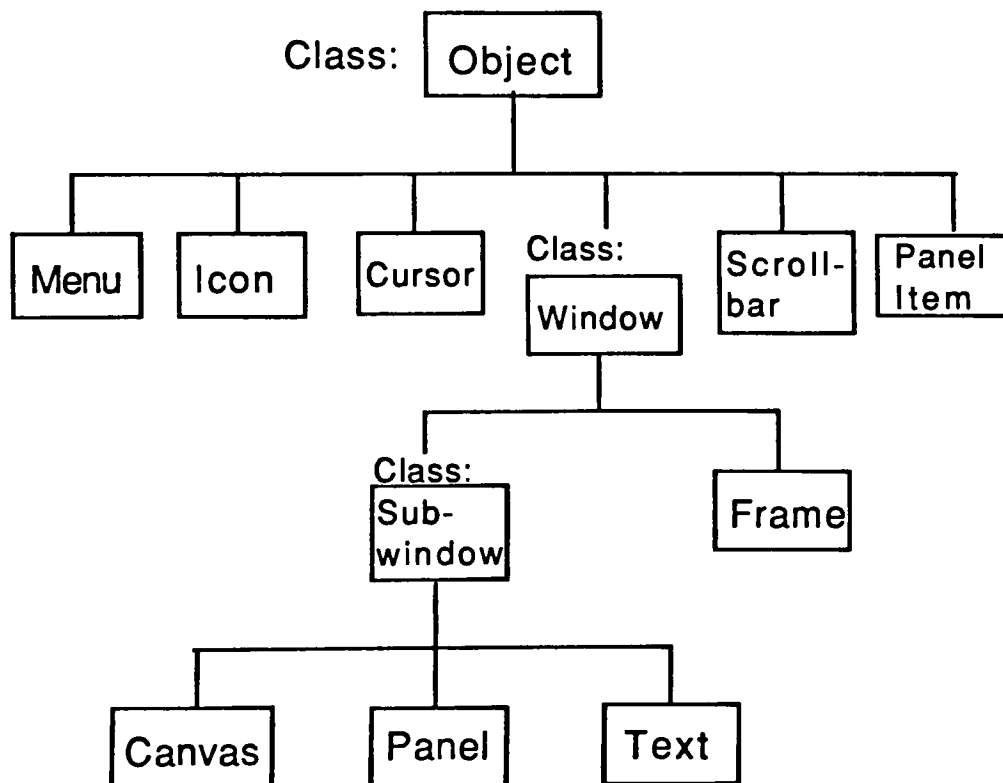 Class: Object
Menu
Icon
Cursor
Class:
Window
Scroll-
bar
Panel
Item
Class:
Sub-
window
Frame
Canvas
Panel
Text